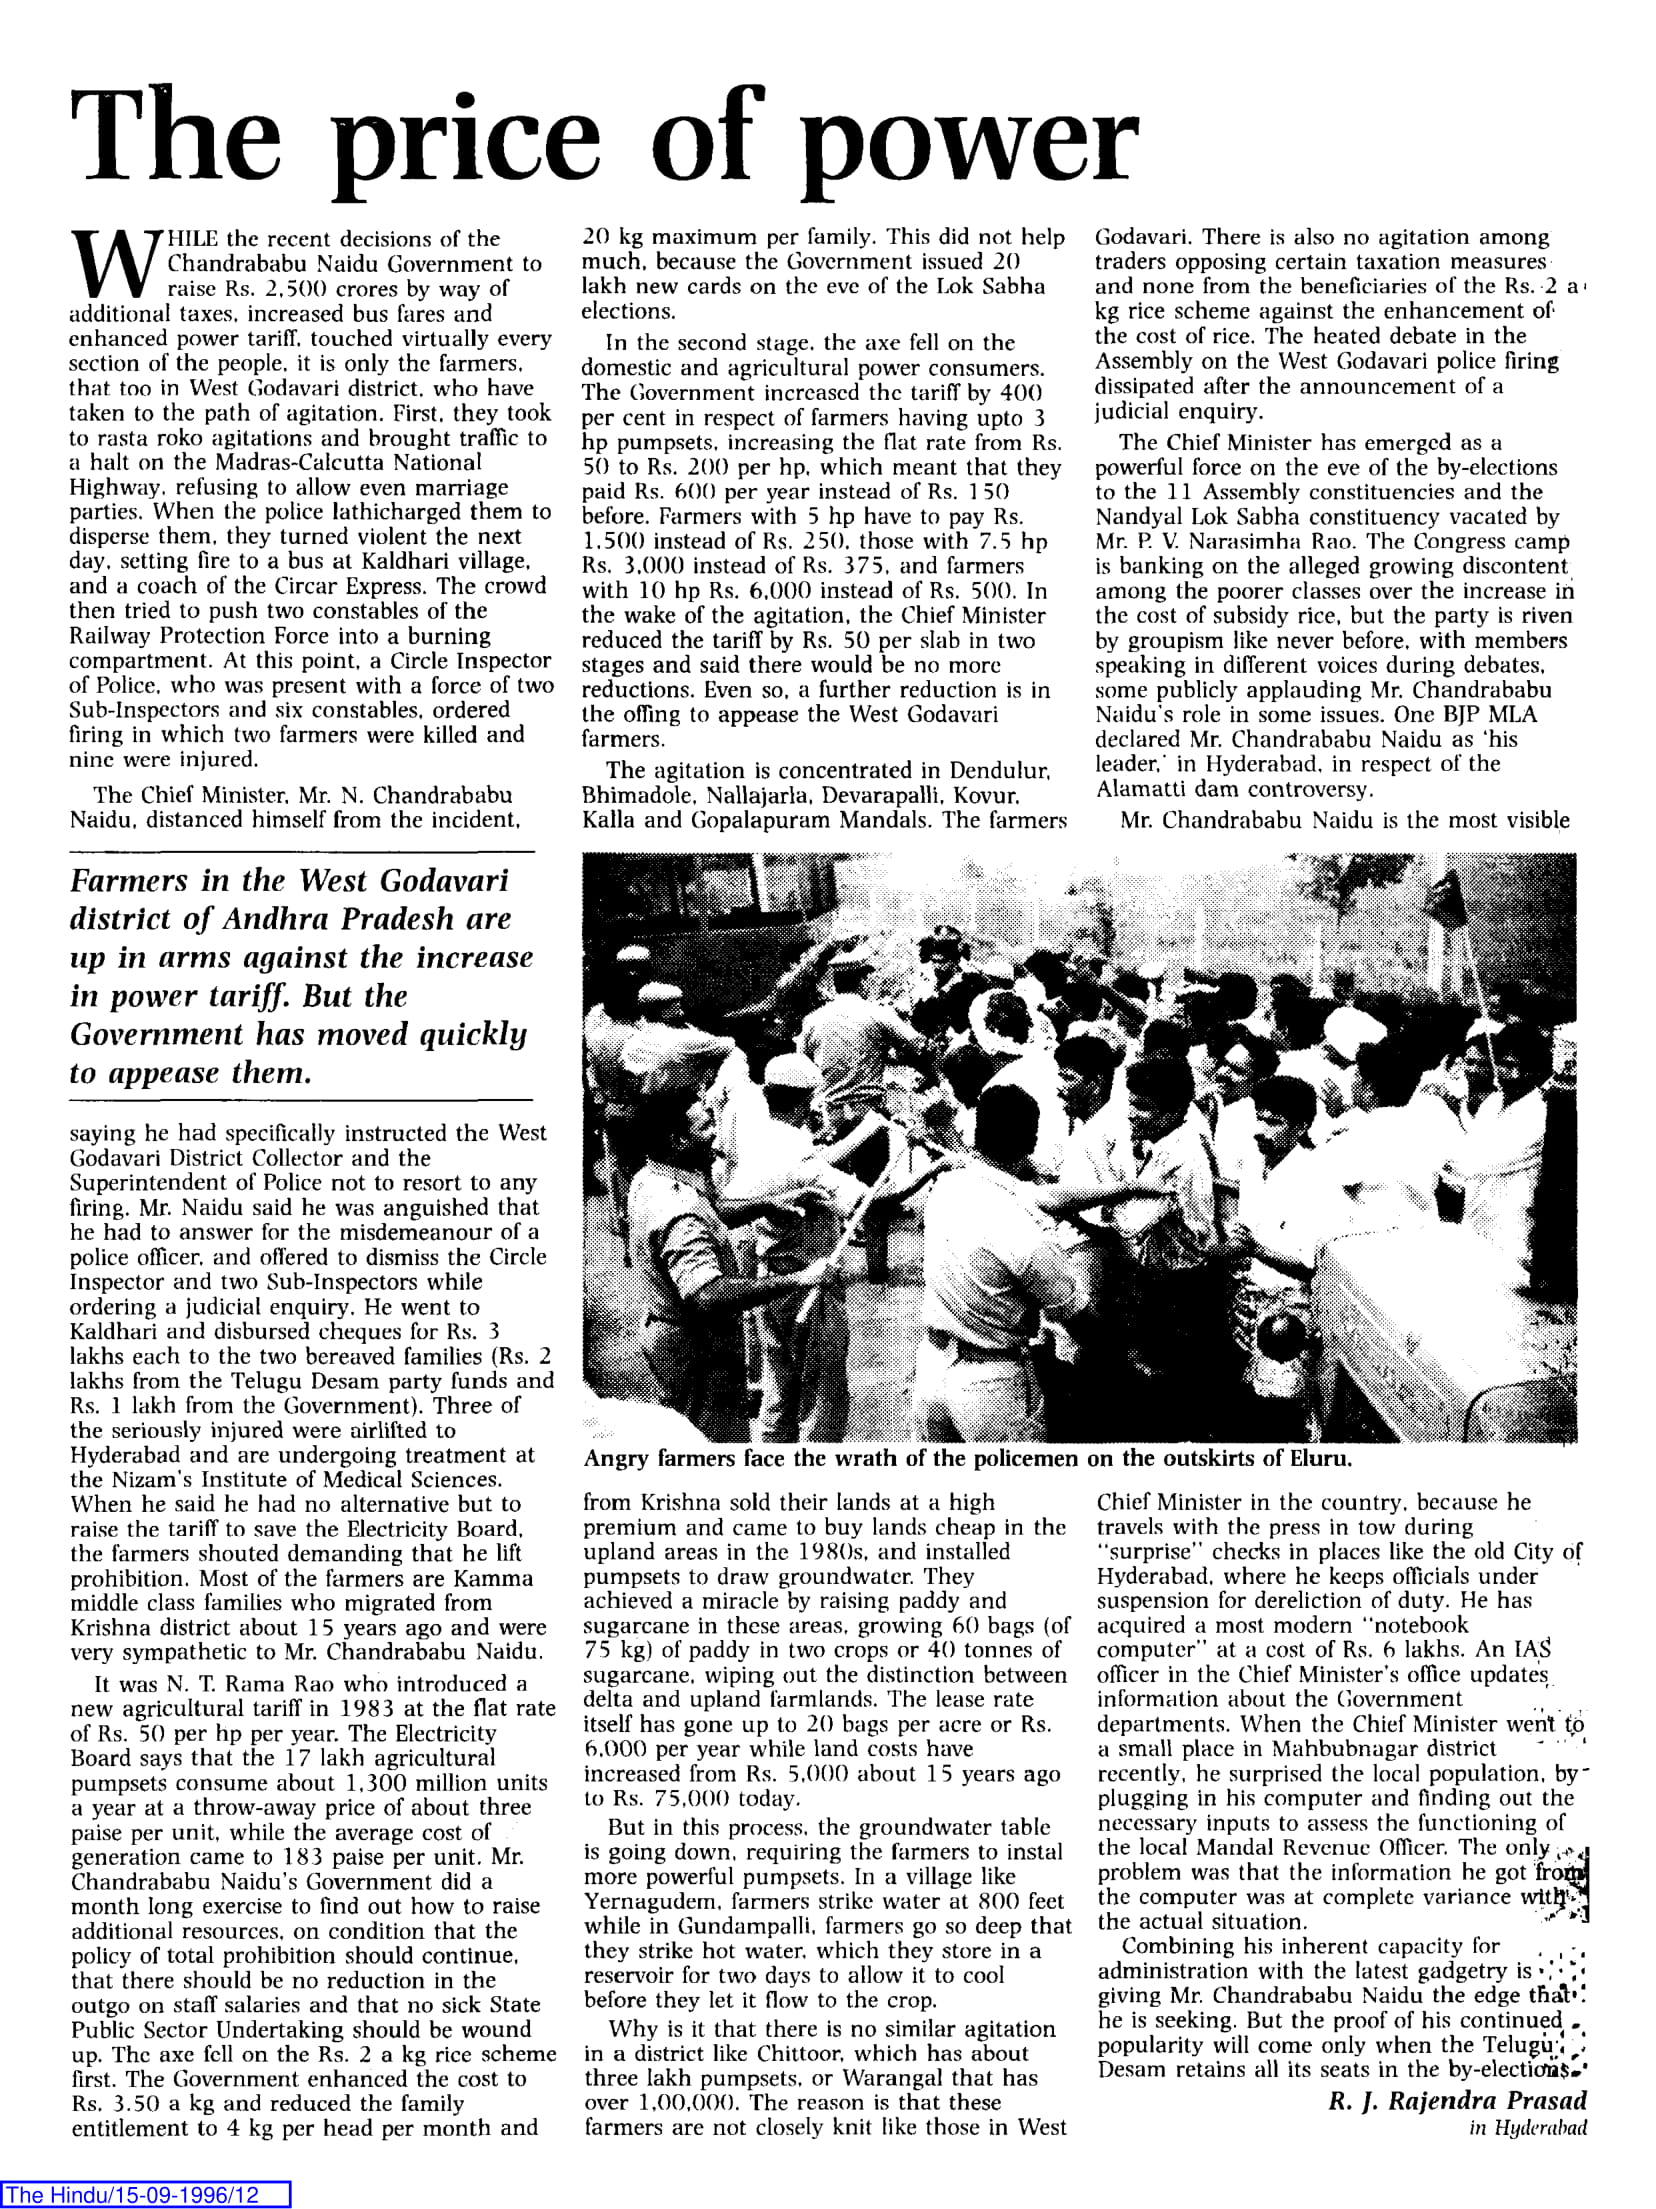 The price of power
WHILE the recent decisions of the
Chandrababu Naidu Government to
raise Rs. 2,500 crores by way of
additional taxes, increased bus fares and
enhanced power tariff, touched virtually every
section of the people, it is only the farmers,
that too in West Godavari district, who have
taken to the path of agitation. First, they took
to rasta roko agitations and brought traffic to
a halt on the Madras-Calcutta National
Highway, refusing to allow even marriage
parties. When the police lathicharged them to
disperse them, they turned violent the next
day, setting fire to a bus at Kaldhari village,
and a coach of the Circar Express. The crowd
then tried to push two constables of the
Railway Protection Force into a burning
compartment. At this point, a Circle Inspector
of Police, who was present with a force of two
Sub-Inspectors and six constables, ordered
firing in which two farmers were killed and
nine were injured.
The Chief Minister, Mr. N. Chandrababu
Naidu, distanced himself from the incident,
Farmers in the West Godavari
district of Andhra Pradesh are
up in arms against the increase
in power tariff. But the
Government has moved quickly
to appease them.
saying he had specifically instructed the West
Godavari District Collector and the
Superintendent of Police not to resort to any
firing. Mr. Naidu said he was anguished that
he had to answer for the misdemeanour of a
police officer, and offered to dismiss the Circle
Inspector and two Sub-Inspectors while
ordering a judicial enquiry. He went to
Kaldhari and disbursed cheques for Rs. 3
lakhs each to the two bereaved families (Rs. 2
lakhs from the Telugu Desam party funds and
Rs. 1 lakh from the Government). Three of
the seriously injured were airlifted to
Hyderabad and are undergoing treatment at
the Nizam's Institute of Medical Sciences.
When he said he had no alternative but to
raise the tariff to save the Electricity Board,
the farmers shouted demanding that he lift
prohibition. Most of the farmers are Kamma
middle class families who migrated from
Krishna district about 15 years ago and were
very sympathetic to Mr. Chandrababu Naidu.
It was N. T. Rama Rao who introduced a
new agricultural tariff in 1983 at the flat rate
of Rs. 50 per hp per year. The Electricity
Board says that the 17 lakh agricultural
pumpsets consume about 1,300 million units
a year at a throw-away price of about three
paise per unit, while the average cost of
generation came to 183 paise per unit. Mr.
Chandrababu Naidu's Government did a
month long exercise to find out how to raise
additional resources, on condition that the
policy of total prohibition should continue,
that there should be no reduction in the
outgo on staff salaries and that no sick State
Public Sector Undertaking should be wound
up. The axe fell on the Rs. 2 a kg rice scheme
first. The Government enhanced the cost to
Rs. 3.50 a kg and reduced the family
entitlement to 4 kg per head per month and
20 kg maximum per family. This did not help
much, because the Government issued 20
lakh new cards on the eve of the Lok Sabha
elections.
In the second stage, the axe fell on the
domestic and agricultural power consumers.
The Government increased the tariff by 400
per cent in respect of farmers having upto 3
hp pumpsets, increasing the flat rate from Rs.
50 to Rs. 200 per hp, which meant that they
paid Rs. 600 per year instead of Rs. 150
before. Farmers with 5 hp have to pay Rs.
1,500 instead of Rs. 250, those with 7.5 hp
Rs. 3,000 instead of Rs. 375, and farmers
with 10 hp Rs. 6,000 instead of Rs. 500. In
the wake of the agitation, the Chief Minister
reduced the tariff by Rs. 50 per slab in two
stages and said there would be no more
reductions. Even so, a further reduction is in
the offing to appease the West Godavari
farmers.
The agitation is concentrated in Dendulur,
Bhimadole, Nallajarla, Devarapalli, Kovur,
Kalla and Gopalapuram Mandals. The farmers
Angry farmers face the wrath of the policemen on the outskirts of Eluru.
from Krishna sold their lands at a high
premium and came to buy lands cheap in the
upland areas in the 1980s, and installed
pumpsets to draw groundwater. They
achieved a miracle by raising paddy and
sugarcane in these areas, growing 60 bags (of
75 kg) of paddy in two crops or 40 tonnes of
sugarcane, wiping out the distinction between
delta and upland farmlands. The lease rate
itself has gone up to 20 bags per acre or Rs.
6,000 per year while land costs have
increased from Rs. 5,000 about 15 years ago
to Rs. 75,000 today.
But in this process, the groundwater table
is going down, requiring the farmers to instal
more powerful pumpsets. In a village like
Yernagudem, farmers strike water at 800 feet
while in Gundampalli, farmers go so deep that
they strike hot water, which they store in a
reservoir for two days to allow it to cool
before they let it flow to the crop.
Why is it that there is no similar agitation
in a district like Chittoor, which has about
three lakh pumpsets, or Warangal that has
over 1,00,000. The reason is that these
farmers are not closely knit like those in West
Godavari. There is also no agitation among
traders opposing certain taxation measures
and none from the beneficiaries of the Rs. 2 a
kg rice scheme against the enhancement of
the cost of rice. The heated debate in the
Assembly on the West Godavari police firing
dissipated after the announcement of a
judicial enquiry.
The Chief Minister has emerged as a
powerful force on the eve of the by-elections
to the 11 Assembly constituencies and the
Nandyal Lok Sabha constituency vacated by
Mr. P. V. Narasimha Rao. The Congress camp
is banking on the alleged growing discontent
among the poorer classes over the increase in
the cost of subsidy rice, but the party is riven
by groupism like never before, with members
speaking in different voices during debates,
some publicly applauding Mr. Chandrababu
Naidu's role in some issues. One BJP MLA
declared Mr. Chandrababu Naidu as 'his
leader,' in Hyderabad, in respect of the
Alamatti dam controversy.
Mr. Chandrababu Naidu is the most visible
Chief Minister in the country, because he
travels with the press in tow during
"surprise" checks in places like the old City of
Hyderabad, where he keeps officials under
suspension for dereliction of duty. He has
acquired a most modern "notebook
computer" at a cost of Rs. 6 lakhs. An IAS
officer in the Chief Minister's office updates
information about the Government
departments. When the Chief Minister went to
a small place in Mahbubnagar district
recently, he surprised the local population, by
plugging in his computer and finding out the
necessary inputs to assess the functioning of
the local Mandal Revenue Officer. The only
problem was that the information he got from
the computer was at complete variance with
the actual situation.
Combining his inherent capacity for
administration with the latest gadgetry is
giving Mr. Chandrababu Naidu the edge that
he is seeking. But the proof of his continued
popularity will come only when the Telugu
Desam retains all its seats in the by-elections.
R. J. Rajendra Prasad
in Hyderabad
The Hindu/15-09-1996/12